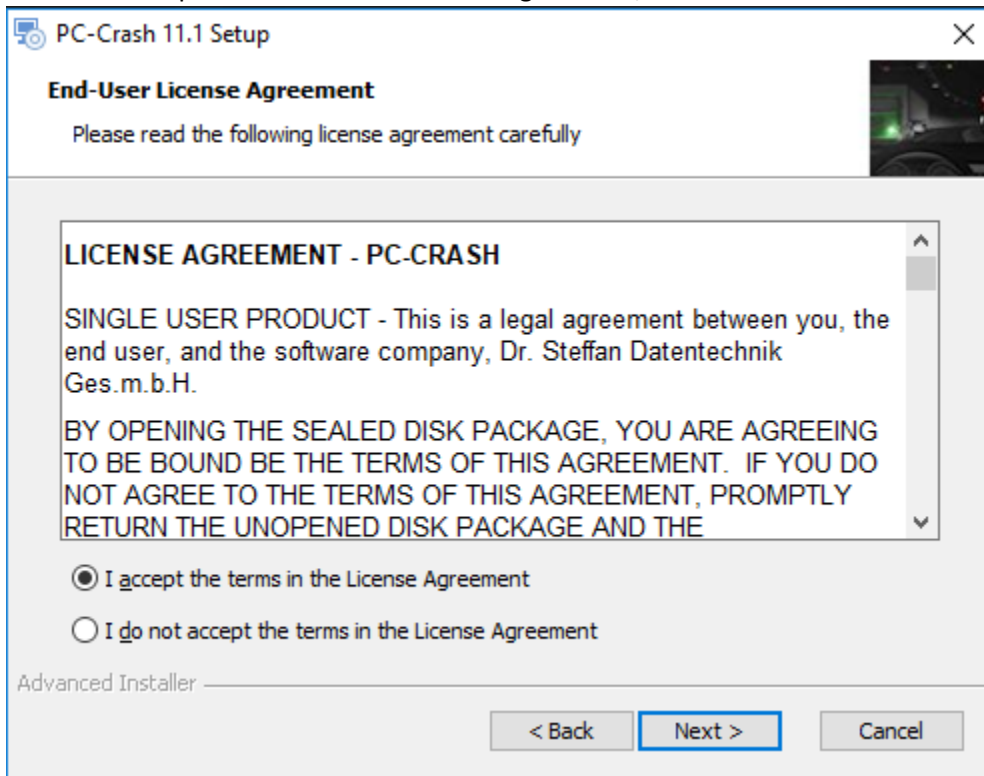 PC-Crash 11.1 Setup
End-User License Agreement
Please read the following license agreement carefully
LICENSE AGREEMENT - PC-CRASH
SINGLE USER PRODUCT - This is a legal agreement between you, the
end user, and the software company, Dr. Steffan Datentechnik
Ges.m.b.H.
BY OPENING THE SEALED DISK PACKAGE, YOU ARE AGREEING
TO BE BOUND BE THE TERMS OF THIS AGREEMENT.  IF YOU DO
NOT AGREE TO THE TERMS OF THIS AGREEMENT, PROMPTLY
RETURN THE UNOPENED DISK PACKAGE AND THE
I accept the terms in the License Agreement
I do not accept the terms in the License Agreement
Advanced Installer
< Back Next > Cancel